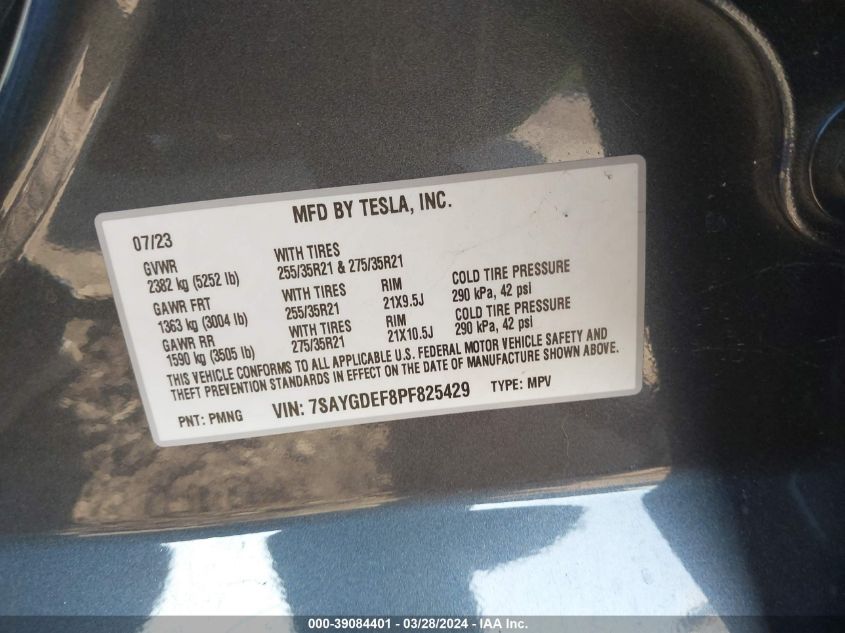 MFD BY TESLA, INC.
07/23
GVWR
2382 kg (5252 lb)
WITH TIRES
255/35R21 & 275/35R21
GAWR FRT
1363 kg (3004 lb)
WITH TIRES
255/35R21
RIM
21X9.5J
COLD TIRE PRESSURE
290 kPa, 42 psi
GAWR RR
1590 kg (3505 lb)
WITH TIRES
275/35R21
RIM
21X10.5J
COLD TIRE PRESSURE
290 kPa, 42 psi
THIS VEHICLE CONFORMS TO ALL APPLICABLE U.S. FEDERAL MOTOR VEHICLE SAFETY AND
THEFT PREVENTION STANDARDS IN EFFECT ON THE DATE OF MANUFACTURE SHOWN ABOVE.
PNT: PMNG VIN: 7SAYGDEF8PF825429 TYPE: MPV
000-39084401 / 03/28/2024 - IAA Inc.